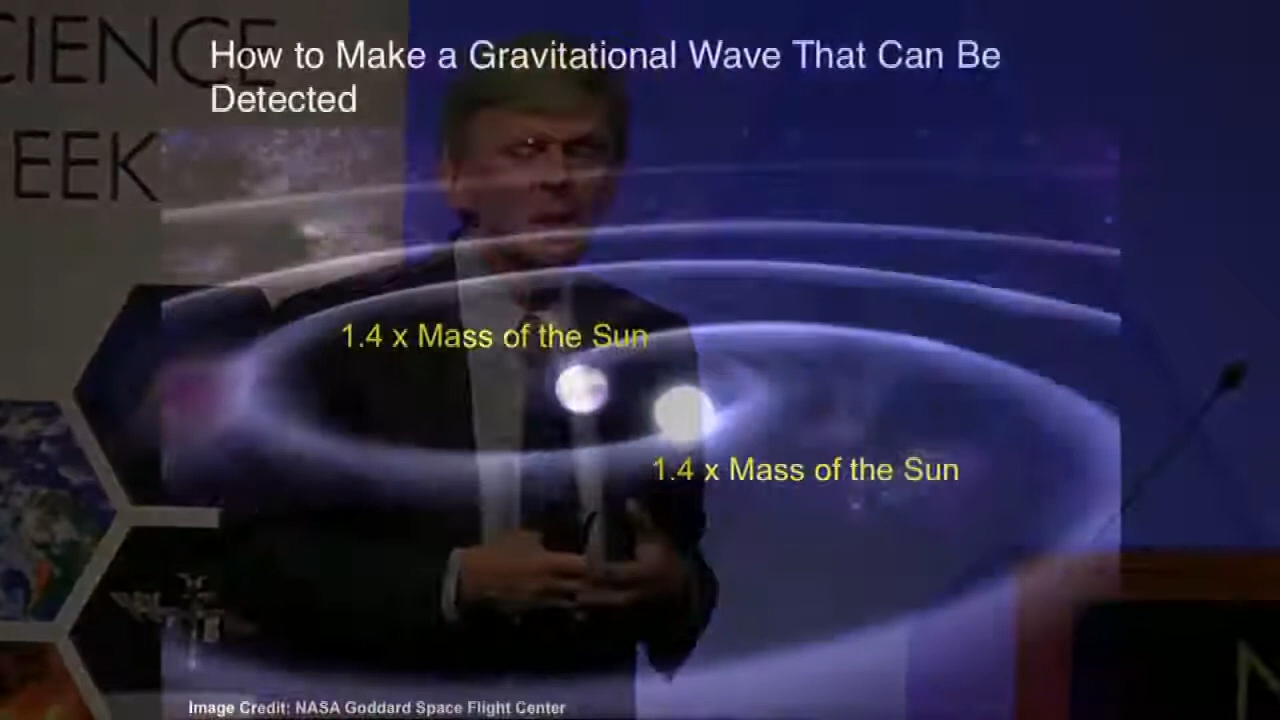 CIENCE
EEK
How to Make a Gravitational Wave That Can Be
Detected
1.4 x Mass of the Sun
1.4 x Mass of the Sun
Image Credit: NASA Goddard Space Flight Center
N